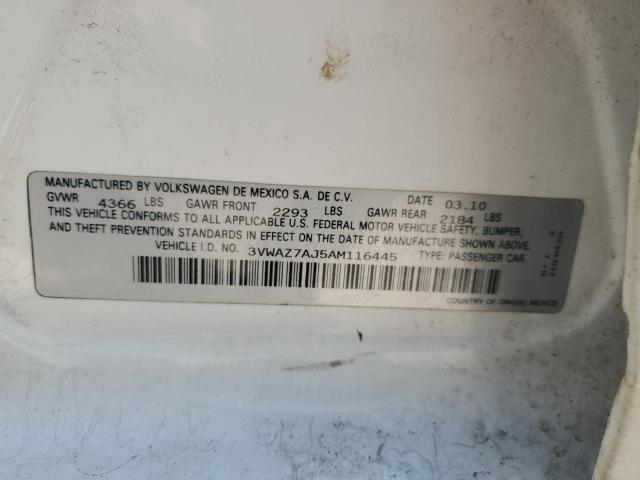 MANUFACTURED BY VOLKSWAGEN DE MEXICO S.A. DE C.V. DATE 03.10
GVWR 4366 LBS GAWR FRONT 2293 LBS GAWR REAR 2184 LBS
THIS VEHICLE CONFORMS TO ALL APPLICABLE U.S. FEDERAL MOTOR VEHICLE SAFETY, BUMPER,
AND THEFT PREVENTION STANDARDS IN EFFECT ON THE DATE OF MANUFACTURE SHOWN ABOVE.
VEHICLE I.D. NO. 3VWAZ7AJ5AM116445 TYPE: PASSENGER CAR
COUNTRY OF ORIGIN: MEXICO